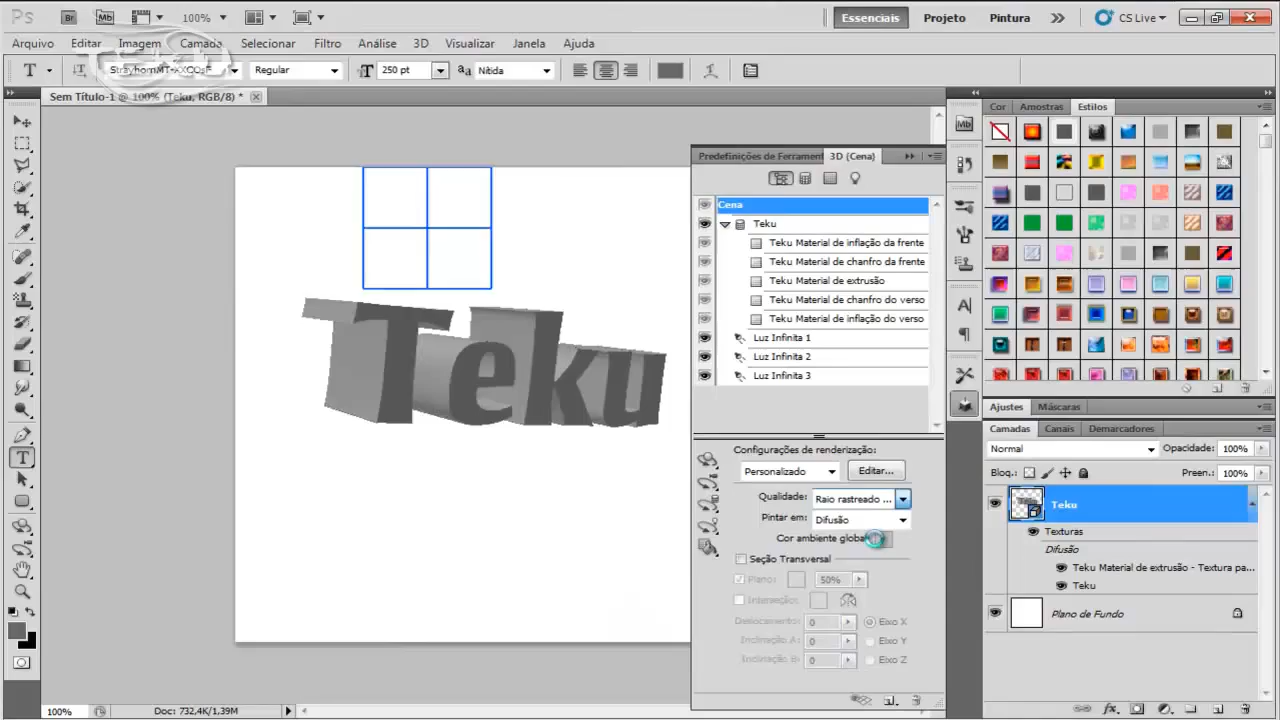 Ps Br Mb 100% Essenciais Projeto Pintura CS Live
Arquivo Editar Imagem Camada Selecionar Filtro Análise 3D Visualizar Janela Ajuda
T Regular 250 pt aa Nítida
Sem Título-1 @ 100% (Teku, RGB/8) *
Cor Amostras Estilos
Predefinições de Ferrament 3D (Cena)
Cena
Teku
Teku Material de inflação da frente
Teku Material de chanfro da frente
Teku Material de extrusão
Teku Material de chanfro do verso
Teku Material de inflação do verso
Luz Infinita 1
Luz Infinita 2
Luz Infinita 3
Teku
Configurações de renderização:
Personalizado Editar...
Qualidade: Raio rastreado ...
Pintar em: Difusão
Cor ambiente global
Seção Transversal
Plano: 50%
Interseção:
Deslocamento: 0 Eixo X
Inclinação A: 0 Eixo Y
Inclinação B: 0 Eixo Z
Ajustes Máscaras
Camadas Canais Demarcadores
Normal Opacidade: 100%
Bloq.: Preen.: 100%
Teku
Texturas
Difusão
Teku Material de extrusão - Textura pa...
Teku
Plano de Fundo
100% Doc: 732,4K/1,39M